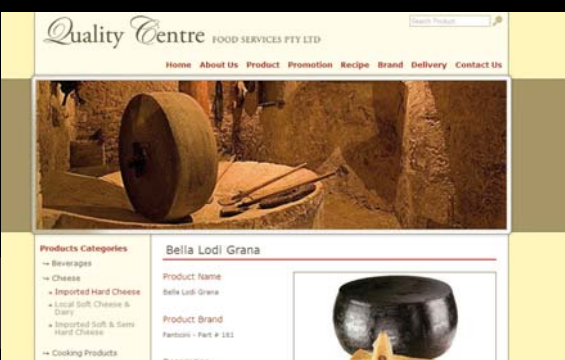 Quality Centre FOOD SERVICES PTY LTD
Search Product
Home About Us Product Promotion Recipe Brand Delivery Contact Us
Products Categories
Beverages
Cheese
Imported Hard Cheese
Local Soft Cheese &
Dairy
Imported Soft & Semi
Hard Cheese
Cooking Products
Bella Lodi Grana
Product Name
Bella Lodi Grana
Product Brand
Fantooni - Part # 161